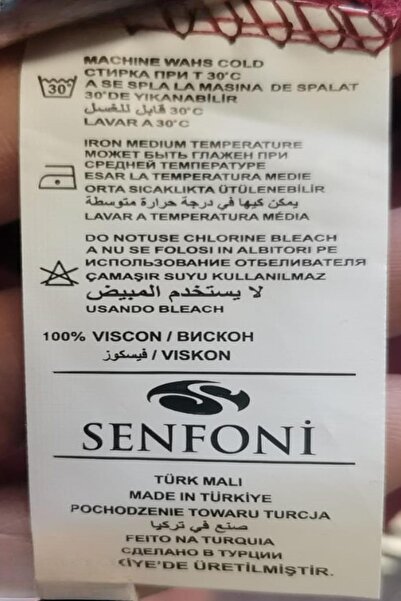 MACHINE WAHS COLD
СТИРКА ПРИ Т 30°C
A SE SPLA LA MASINA DE SPALAT
30°DE YIKANABİLİR
30°C قابل للغسل
LAVAR A 30°C
30°
IRON MEDIUM TEMPERATURE
МОЖЕТ БЫТЬ ГЛАЖЕН ПРИ
СРЕДНЕЙ ТЕМПЕРАТУРЕ
ESAR LA TEMPERATURA MEDIE
ORTA SICAKLIKTA ÜTÜLENEBİLİR
يمكن كيها في درجة حرارة متوسطة
LAVAR A TEMPERATURA MÉDIA
DO NOTUSE CHLORINE BLEACH
A NU SE FOLOSI IN ALBITORI PE
ИСПОЛЬЗОВАНИЕ ОТБЕЛИВАТЕЛЯ
ÇAMAŞIR SUYU KULLANILMAZ
لا يستخدم المبيض
USANDO BLEACH
100% VISCON / ВИСКОН
فيسكوز / VISKON
SENFONİ
TÜRK MALI
MADE IN TÜRKİYE
POCHODZENIE TOWARU TURCJA
صنع في تركيا
FEITO NA TURQUIA
СДЕЛАНО В ТУРЦИИ
KİYE'DE ÜRETİLMİŞTİR.